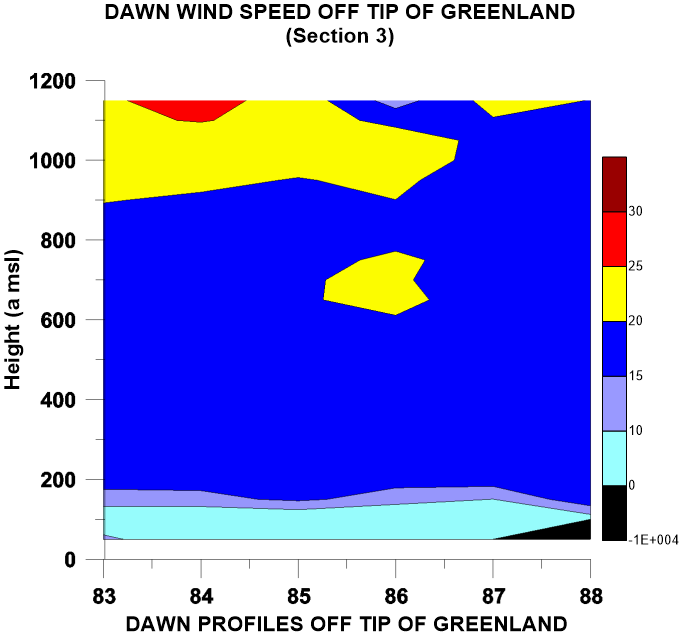 DAWN WIND SPEED OFF TIP OF GREENLAND
(Section 3)
1200
1000
800
600
400
200
0
Height (a msl)
83 84 85 86 87 88
DAWN PROFILES OFF TIP OF GREENLAND
30
25
20
15
10
0
-1E+004